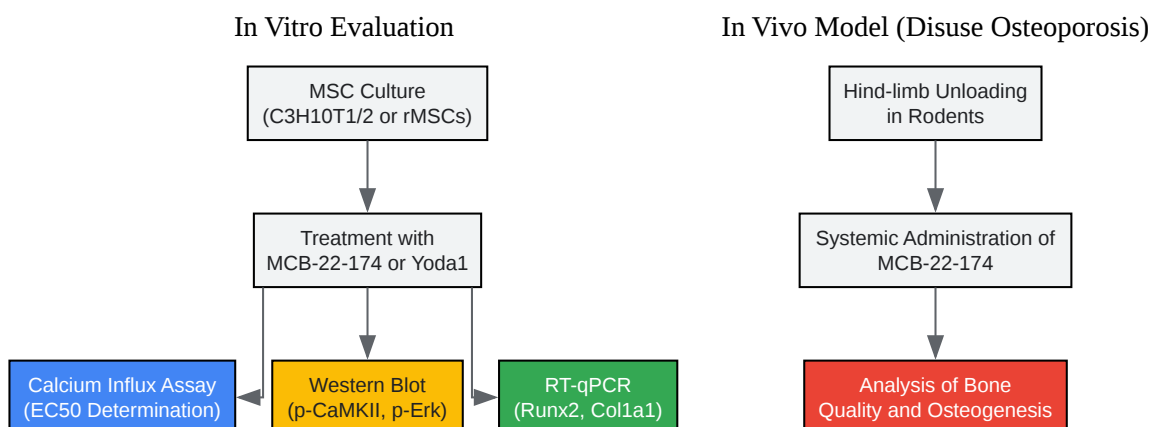 In Vitro Evaluation
MSC Culture
(C3H10T1/2 or rMSCs)
Treatment with
MCB-22-174 or Yoda1
Calcium Influx Assay
(EC50 Determination)
Western Blot
(p-CaMKII, p-Erk)
RT-qPCR
(Runx2, Col1a1)
In Vivo Model (Disuse Osteoporosis)
Hind-limb Unloading
in Rodents
Systemic Administration of
MCB-22-174
Analysis of Bone
Quality and Osteogenesis